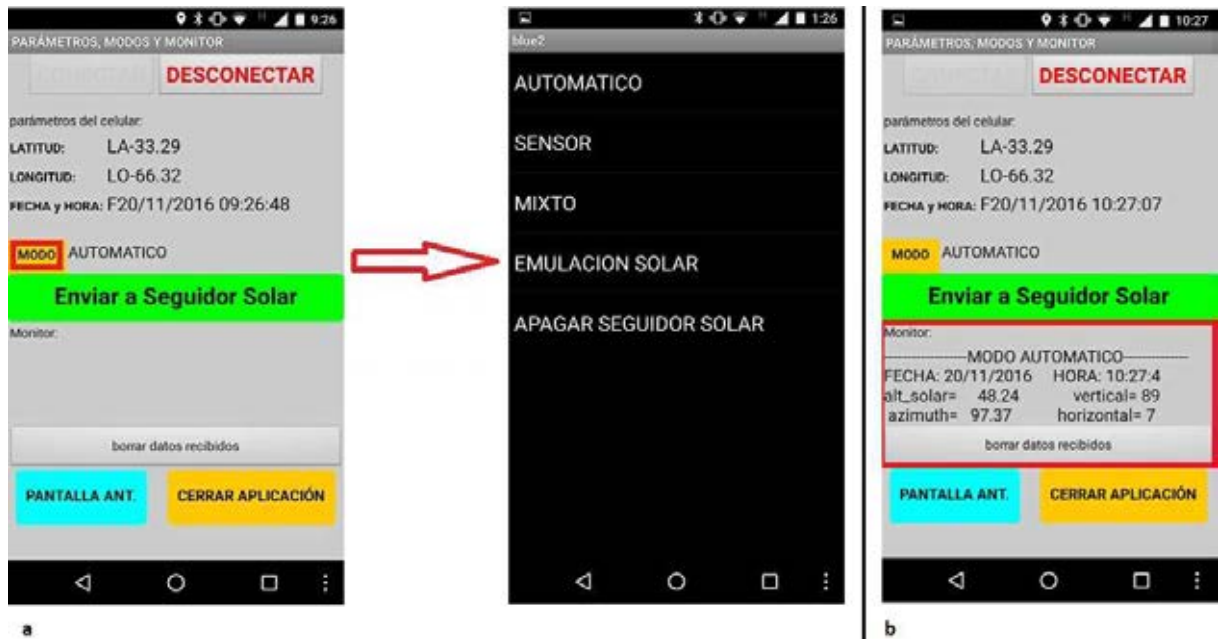 9:26
PARÁMETROS, MODOS Y MONITOR
CONECTAR DESCONECTAR
parámetros del celular:
LATITUD: LA-33.29
LONGITUD: LO-66.32
FECHA y HORA: F20/11/2016 09:26:48
MODO AUTOMATICO
Enviar a Seguidor Solar
Monitor:
borrar datos recibidos
PANTALLA ANT. CERRAR APLICACIÓN
a
1:26
blue2
AUTOMATICO
SENSOR
MIXTO
EMULACION SOLAR
APAGAR SEGUIDOR SOLAR
10:27
PARÁMETROS, MODOS Y MONITOR
CONECTAR DESCONECTAR
parámetros del celular:
LATITUD: LA-33.29
LONGITUD: LO-66.32
FECHA y HORA: F20/11/2016 10:27:07
MODO AUTOMATICO
Enviar a Seguidor Solar
Monitor:
-----------------MODO AUTOMATICO-------------
FECHA: 20/11/2016 HORA: 10:27:4
alt_solar= 48.24 vertical= 89
azimuth= 97.37 horizontal= 7
borrar datos recibidos
PANTALLA ANT. CERRAR APLICACIÓN
b